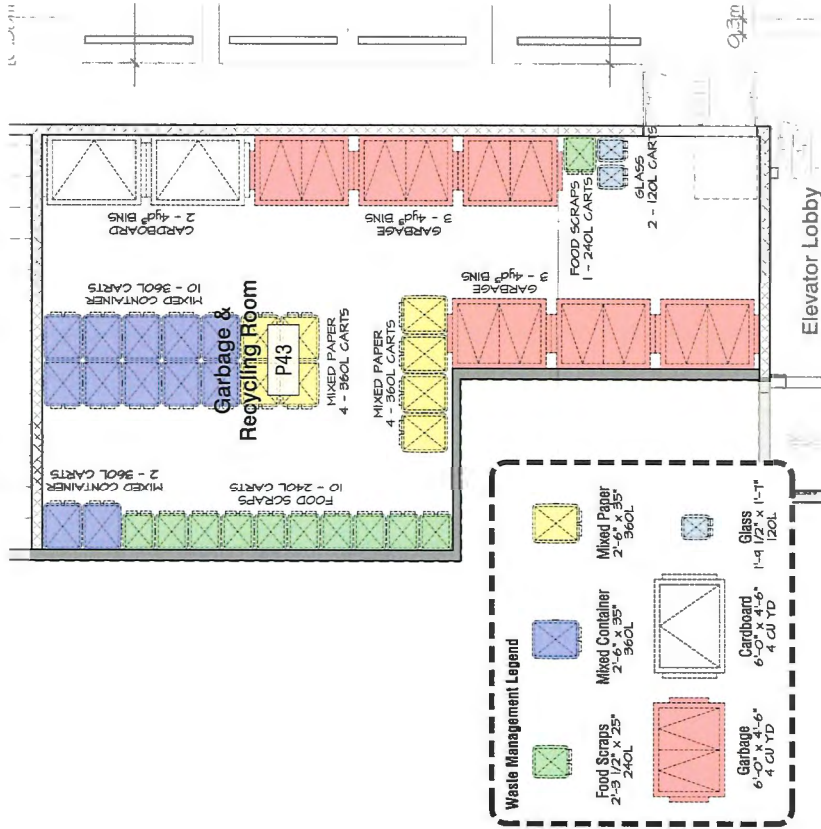 9.3m
CARDBOARD
2 - 4yd³ BINS
GARBAGE
3 - 4yd³ BINS
FOOD SCRAPS
1 - 240L CARTS
GLASS
2 - 120L CARTS
MIXED CONTAINER
10 - 360L CARTS
Garbage &
Recycling Room
P43
MIXED PAPER
4 - 360L CARTS
MIXED PAPER
4 - 360L CARTS
GARBAGE
3 - 4yd³ BINS
MIXED CONTAINER
2 - 360L CARTS
FOOD SCRAPS
10 - 240L CARTS
Elevator Lobby
Waste Management Legend
Food Scraps
2'-3 1/2" x 25"
240L
Mixed Container
2'-6" x 35"
360L
Mixed Paper
2'-6" x 35"
360L
Garbage
6'-0" x 4'-6"
4 CU YD
Cardboard
6'-0" x 4'-6"
4 CU YD
Glass
1'-9 1/2" x 1'-7"
120L